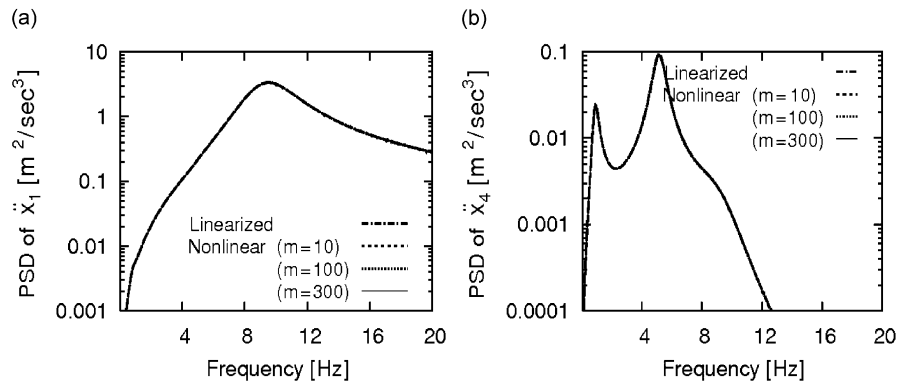 (a)
10
1
0.1
0.01
0.001
PSD of ẍ1 [m2/sec3]
Linearized
Nonlinear (m=10)
(m=100)
(m=300)
4 8 12 16 20
Frequency [Hz]
(b)
0.1
0.01
0.001
0.0001
PSD of ẍ4 [m2/sec3]
Linearized
Nonlinear (m=10)
(m=100)
(m=300)
4 8 12 16 20
Frequency [Hz]